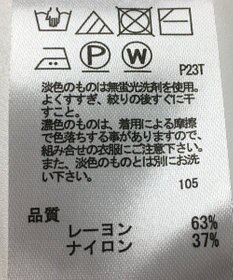 P W
P23T
淡色のものは無蛍光洗剤を使用。
よくすすぎ、絞りの後すぐに干
すこと。
濃色のものは、着用による摩擦
で色落ちする事がありますので、
組み合せの衣服にご注意下さい。
また、淡色のものとは別にお洗
い下さい。
105
品質
レーヨン 63%
ナイロン 37%